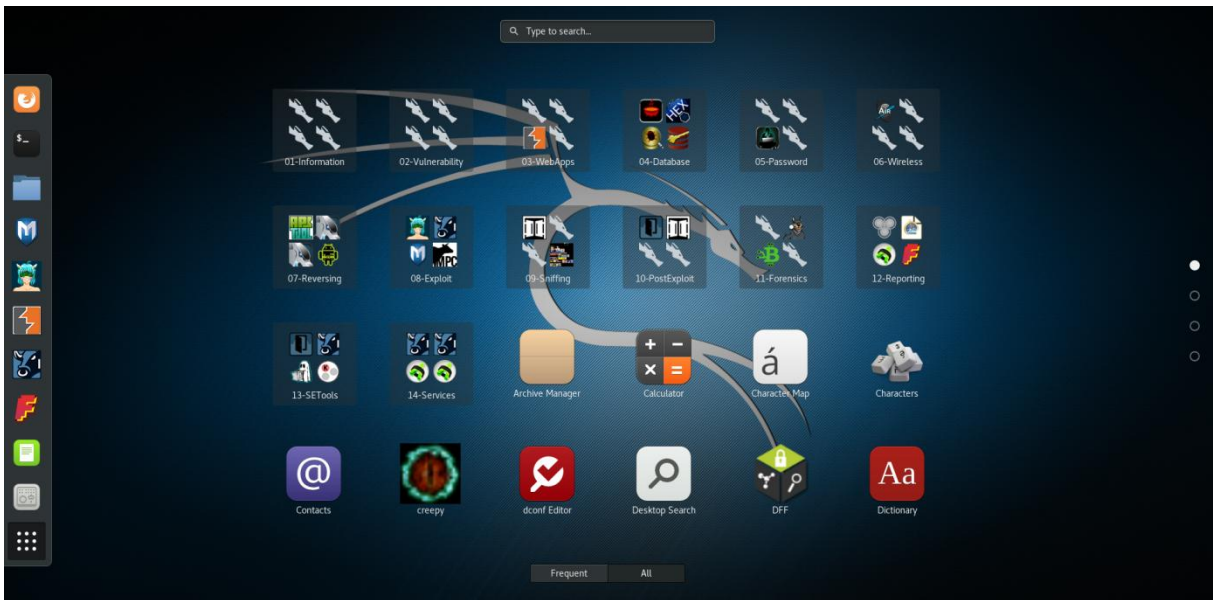 Type to search...
01-Information 02-Vulnerability 03-WebApps 04-Database 05-Password 06-Wireless
07-Reversing 08-Exploit 09-Sniffing 10-PostExploit 11-Forensics 12-Reporting
13-SETools 14-Services Archive Manager Calculator Character Map Characters
Contacts creepy dconf Editor Desktop Search DFF Dictionary
Frequent All